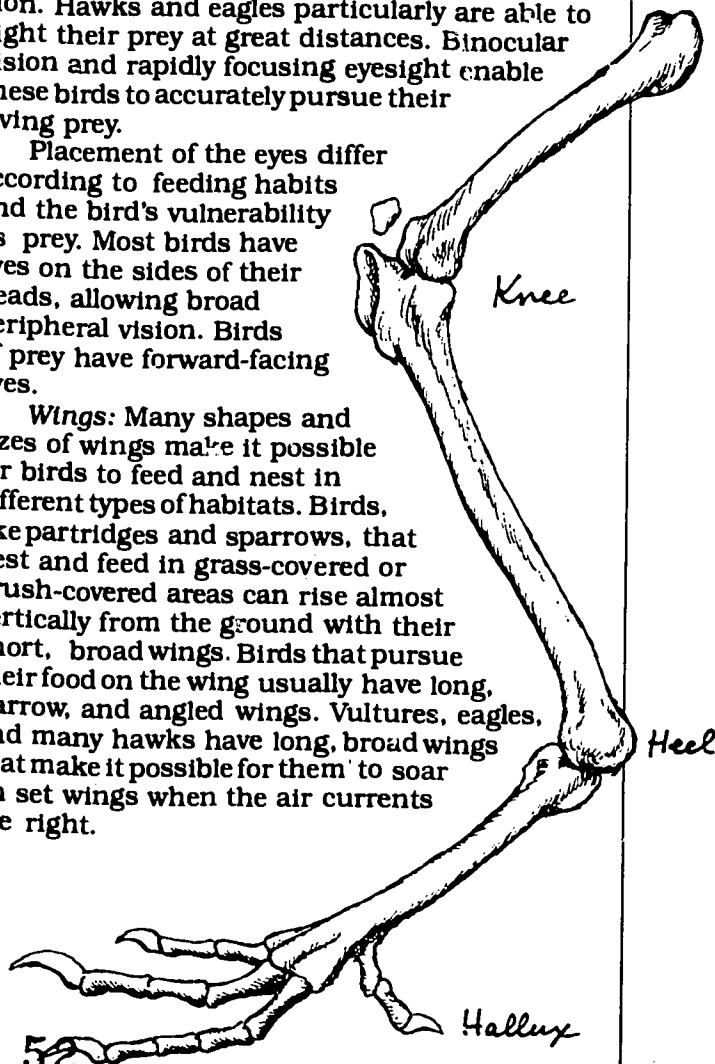 ion. Hawks and eagles particularly are able to
ight their prey at great distances. Binocular
ision and rapidly focusing eyesight enable
hese birds to accurately pursue their
ving prey.
Placement of the eyes differ
ccording to feeding habits
nd the bird's vulnerability
s prey. Most birds have
yes on the sides of their
eads, allowing broad
eripheral vision. Birds
f prey have forward-facing
yes.
Wings: Many shapes and
zes of wings make it possible
r birds to feed and nest in
fferent types of habitats. Birds,
ke partridges and sparrows, that
est and feed in grass-covered or
rush-covered areas can rise almost
ertically from the ground with their
hort, broad wings. Birds that pursue
eir food on the wing usually have long,
arrow, and angled wings. Vultures, eagles,
nd many hawks have long, broad wings
at make it possible for them to soar
n set wings when the air currents
e right.
Knee
Heel
Hallux